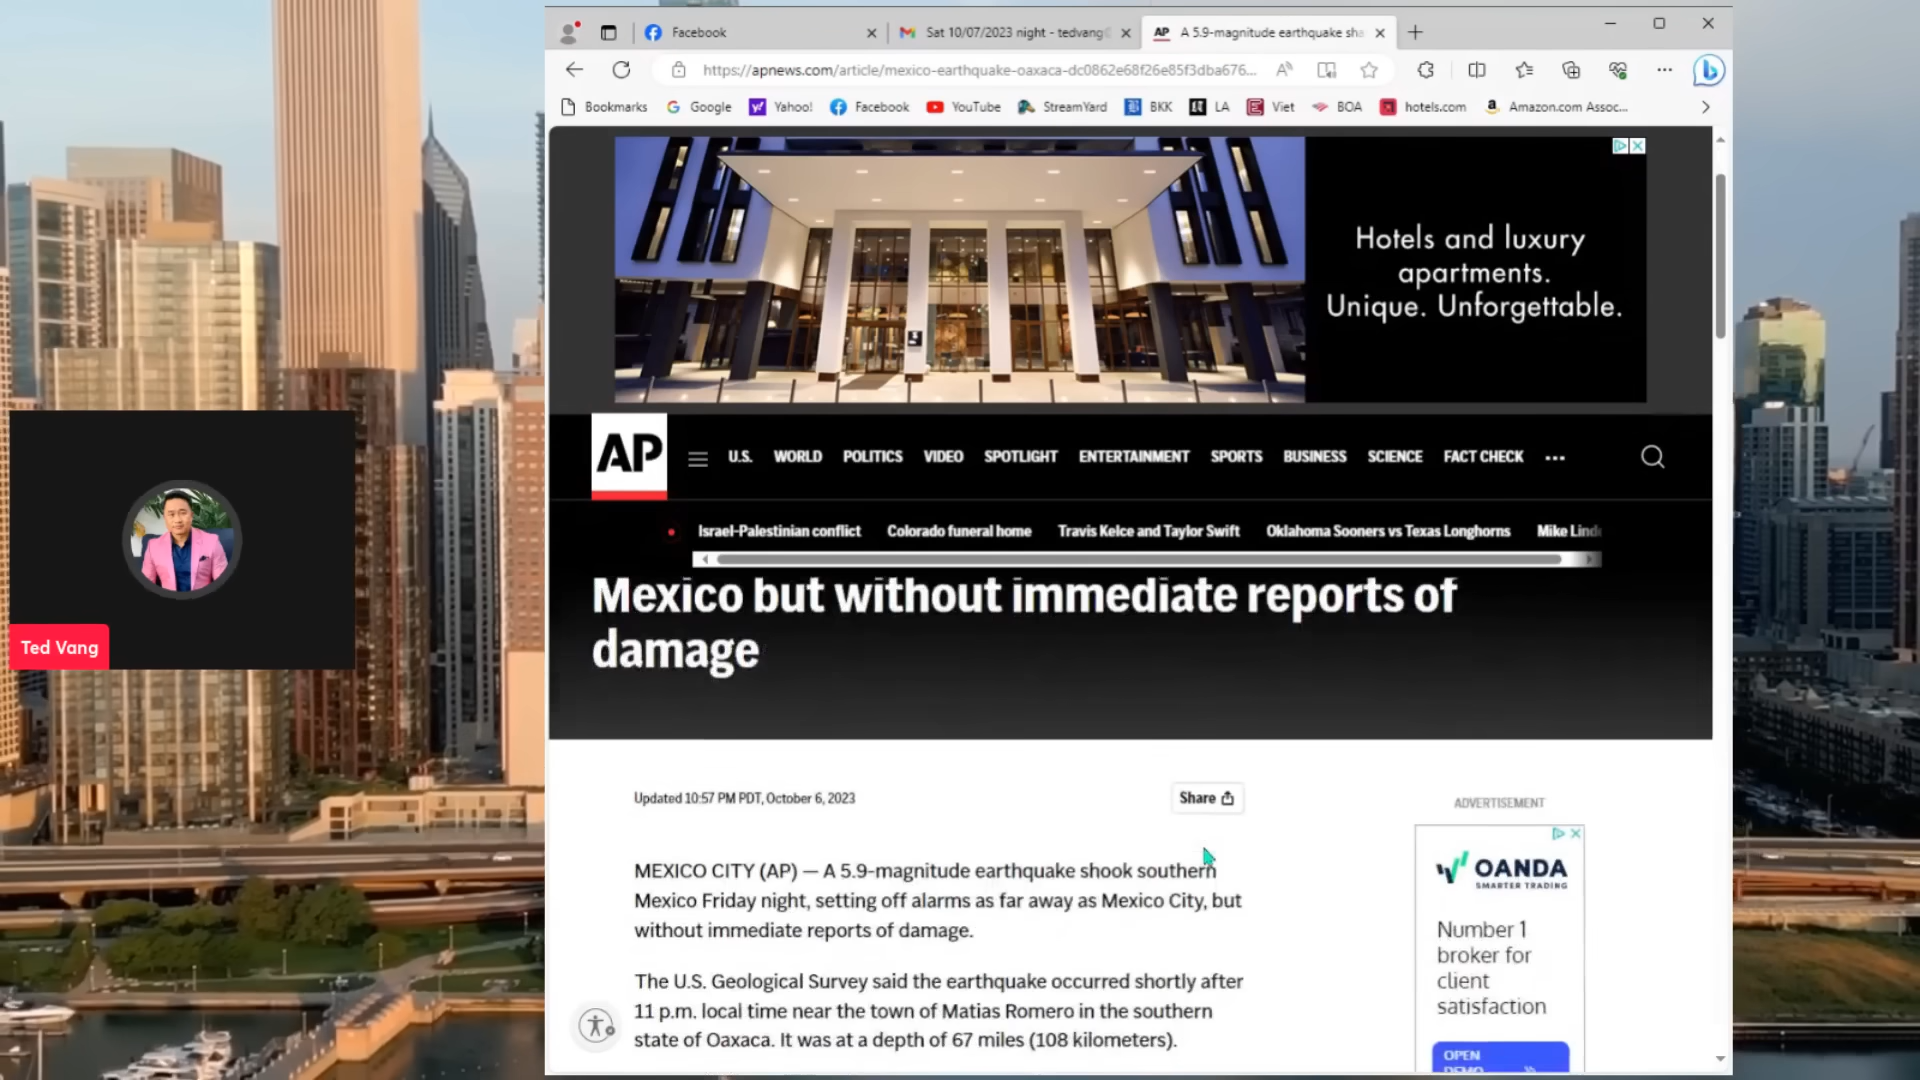 Facebook
Sat 10/07/2023 night - tedvang
A 5.9-magnitude earthquake sha
https://apnews.com/article/mexico-earthquake-oaxaca-dc0862e68f26e85f3dba676...
Bookmarks
Google
Yahoo!
Facebook
YouTube
StreamYard
BKK
LA
Viet
BOA
hotels.com
Amazon.com Assoc...
Hotels and luxury
apartments.
Unique. Unforgettable.
AP
U.S.
WORLD
POLITICS
VIDEO
SPOTLIGHT
ENTERTAINMENT
SPORTS
BUSINESS
SCIENCE
FACT CHECK
Israel-Palestinian conflict
Colorado funeral home
Travis Kelce and Taylor Swift
Oklahoma Sooners vs Texas Longhorns
Mike Lind
Mexico but without immediate reports of
damage
Ted Vang
Updated 10:57 PM PDT, October 6, 2023
Share
ADVERTISEMENT
MEXICO CITY (AP) — A 5.9-magnitude earthquake shook southern
Mexico Friday night, setting off alarms as far away as Mexico City, but
without immediate reports of damage.
The U.S. Geological Survey said the earthquake occurred shortly after
11 p.m. local time near the town of Matias Romero in the southern
state of Oaxaca. It was at a depth of 67 miles (108 kilometers).
OANDA
SMARTER TRADING
Number 1
broker for
client
satisfaction
OPEN
DEMO